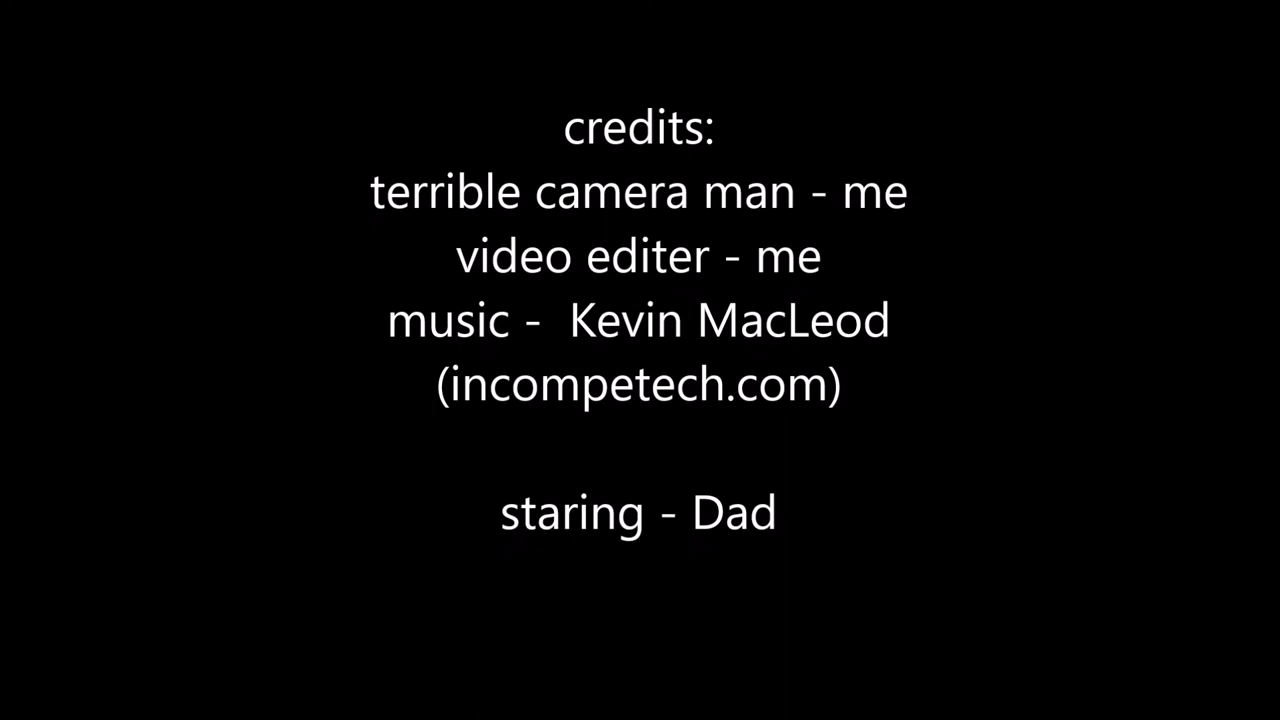 credits:
terrible camera man - me
video editer - me
music -  Kevin MacLeod
(incompetech.com)
staring - Dad